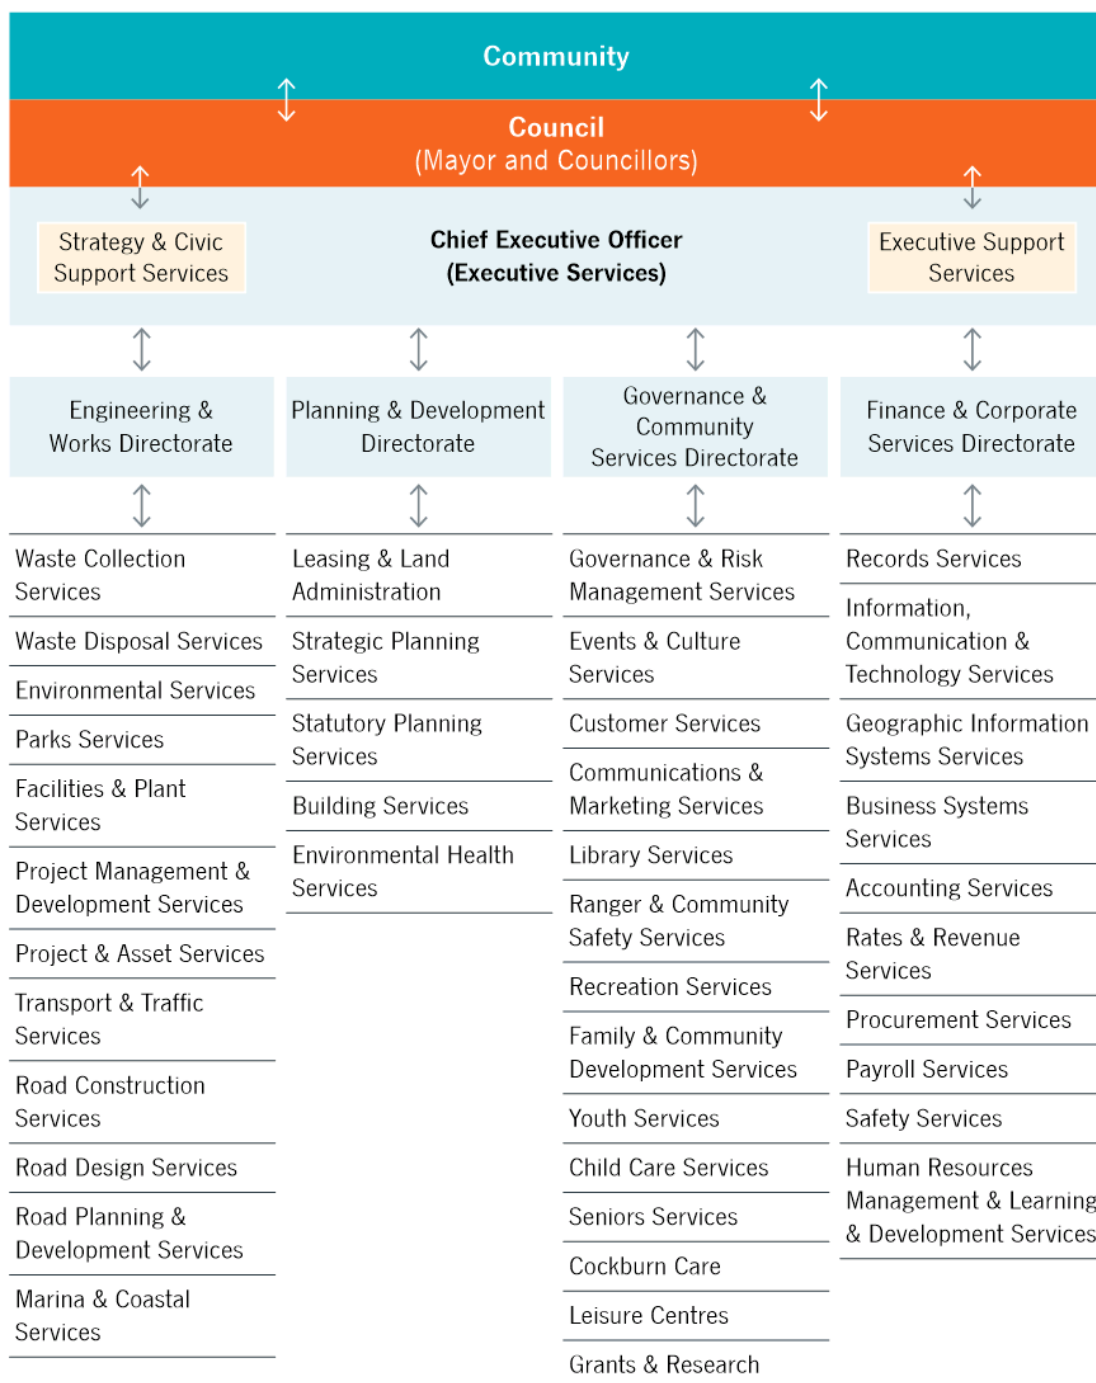 Community
Council
(Mayor and Councillors)
Strategy & Civic
Support Services
Chief Executive Officer
(Executive Services)
Executive Support
Services
Engineering &
Works Directorate
Planning & Development
Directorate
Governance &
Community
Services Directorate
Finance & Corporate
Services Directorate
Waste Collection
Services
Waste Disposal Services
Environmental Services
Parks Services
Facilities & Plant
Services
Project Management &
Development Services
Project & Asset Services
Transport & Traffic
Services
Road Construction
Services
Road Design Services
Road Planning &
Development Services
Marina & Coastal
Services
Leasing & Land
Administration
Strategic Planning
Services
Statutory Planning
Services
Building Services
Environmental Health
Services
Governance & Risk
Management Services
Events & Culture
Services
Customer Services
Communications &
Marketing Services
Library Services
Ranger & Community
Safety Services
Recreation Services
Family & Community
Development Services
Youth Services
Child Care Services
Seniors Services
Cockburn Care
Leisure Centres
Grants & Research
Records Services
Information,
Communication &
Technology Services
Geographic Information
Systems Services
Business Systems
Services
Accounting Services
Rates & Revenue
Services
Procurement Services
Payroll Services
Safety Services
Human Resources
Management & Learning
& Development Services